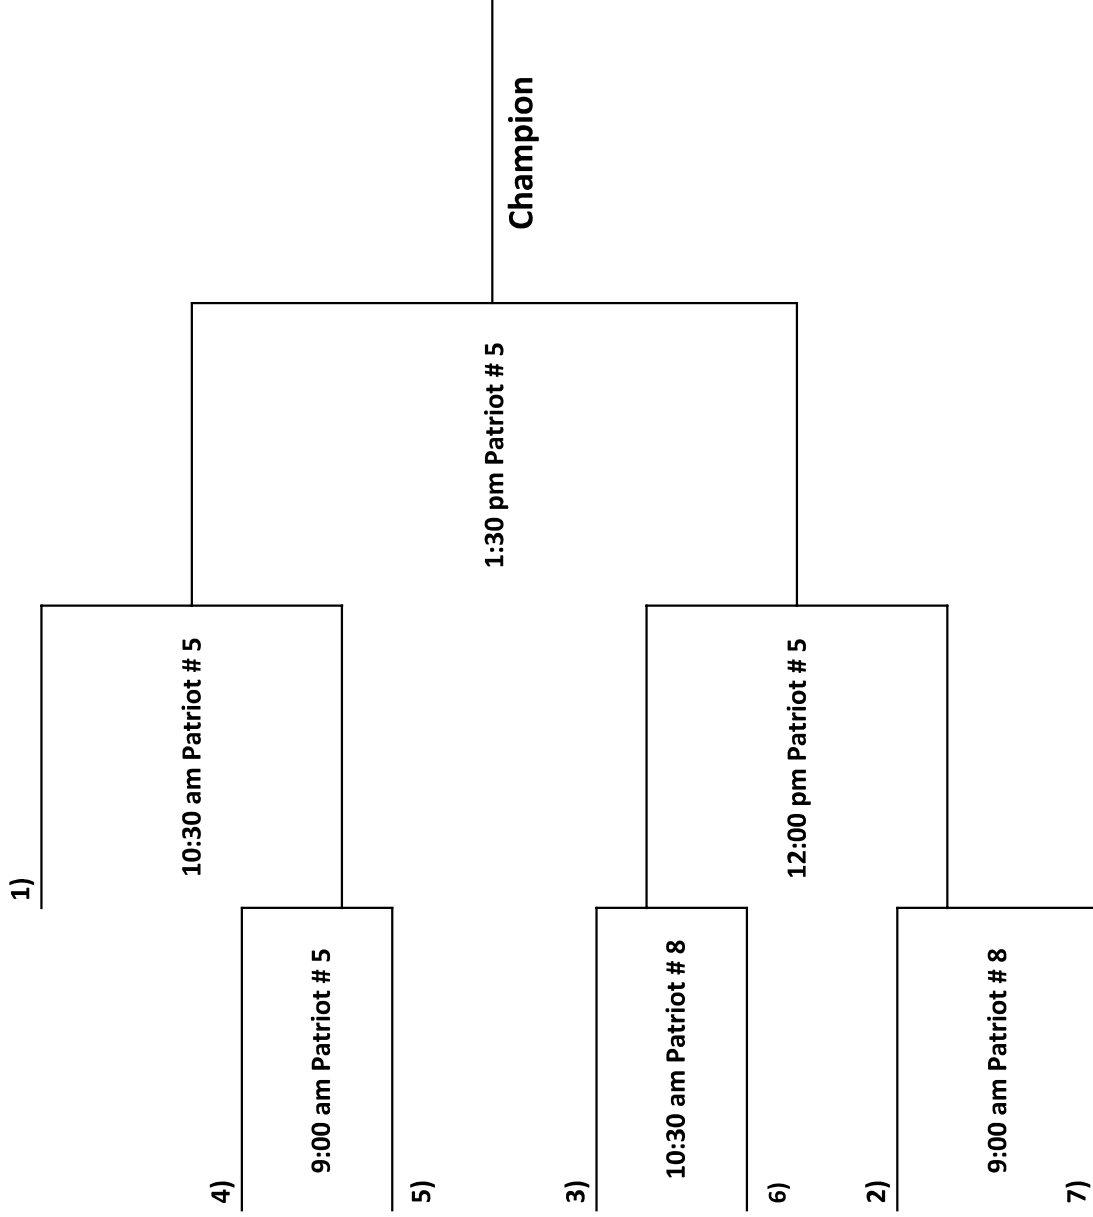 1)
10:30 am Patriot # 5
4)
9:00 am Patriot # 5
5)
1:30 pm Patriot # 5
Champion
3)
10:30 am Patriot # 8
6)
12:00 pm Patriot # 5
2)
9:00 am Patriot # 8
7)